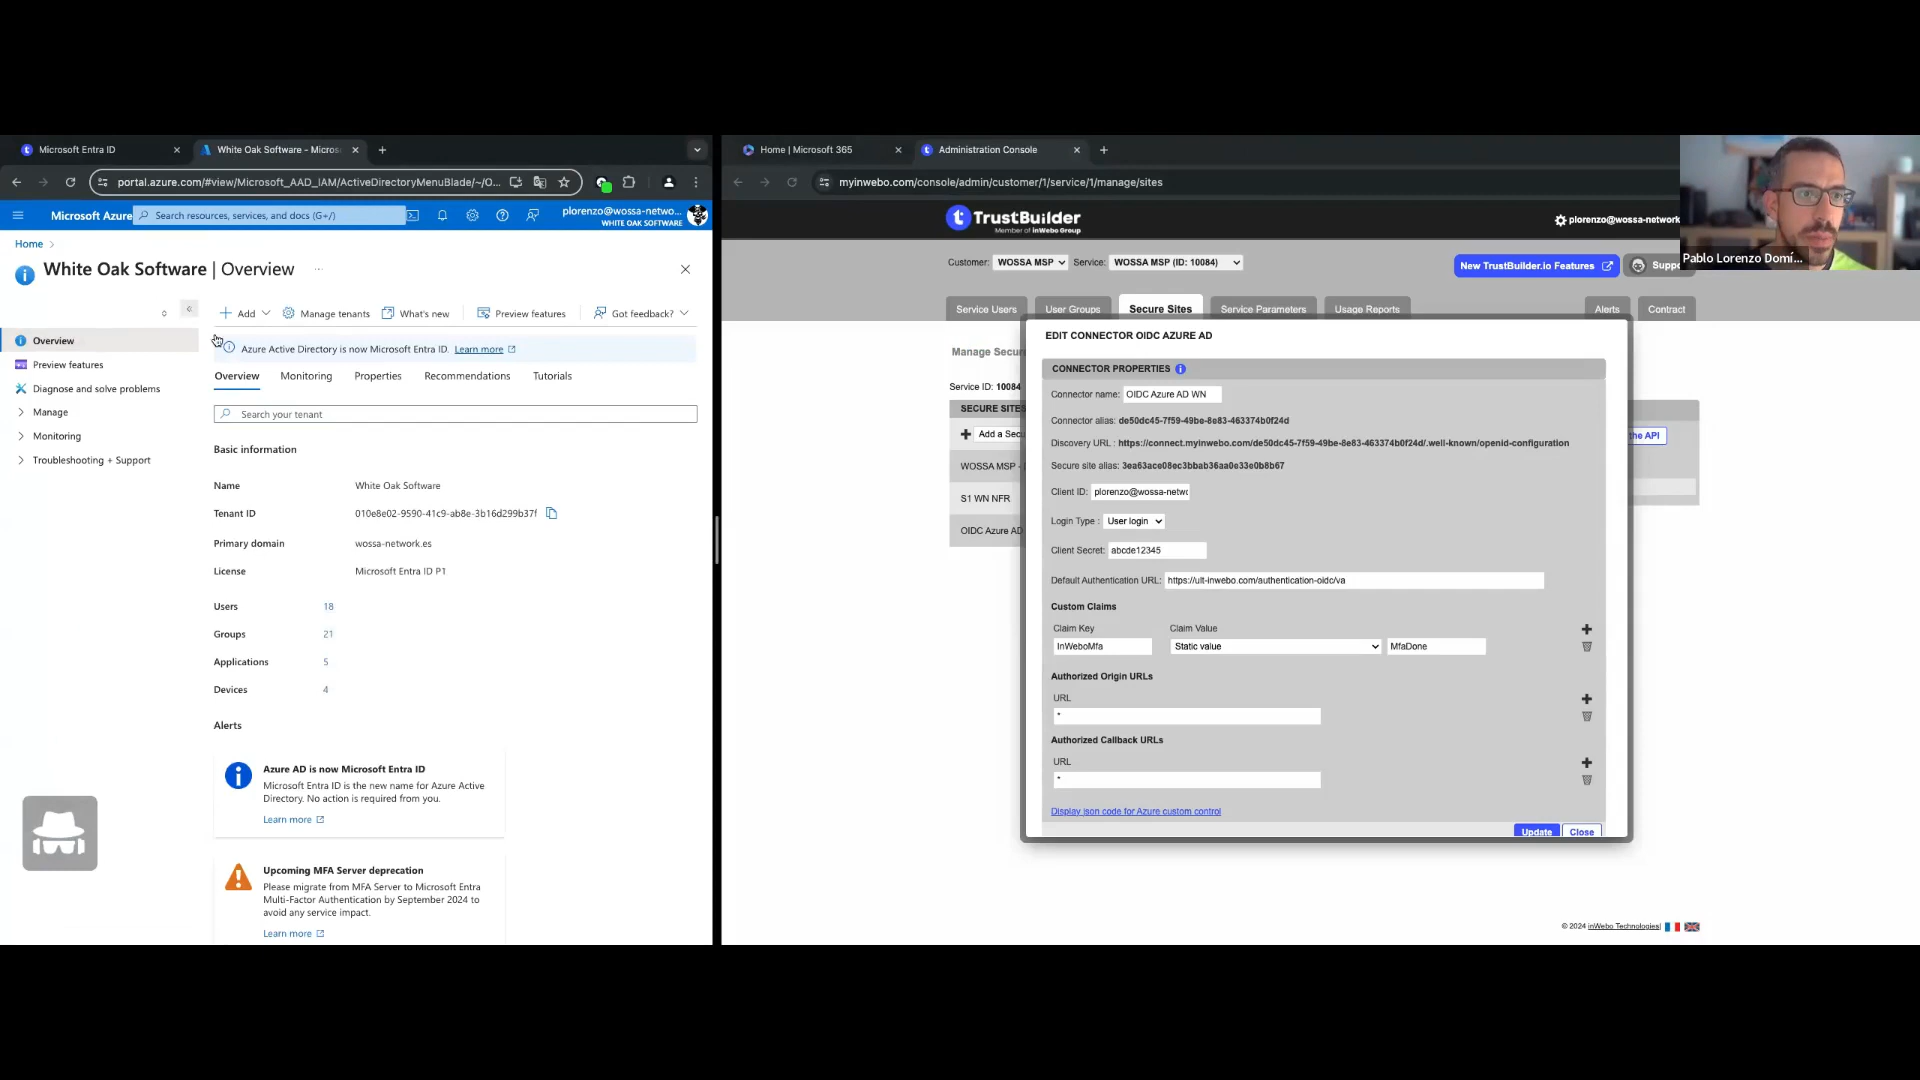 Microsoft Entra ID
White Oak Software - Micros
portal.azure.com/#view/Microsoft_AAD_IAM/ActiveDirectoryMenuBlade/~/O...
Microsoft Azure
Search resources, services, and docs (G+/)
plorenzo@wossa-netwo...
WHITE OAK SOFTWARE
Home
White Oak Software | Overview
...
Add
Manage tenants
What's new
Preview features
Got feedback?
Overview
Preview features
Diagnose and solve problems
Manage
Monitoring
Troubleshooting + Support
Azure Active Directory is now Microsoft Entra ID. Learn more
Overview
Monitoring
Properties
Recommendations
Tutorials
Search your tenant
Basic information
Name
White Oak Software
Tenant ID
010e8e02-9590-41c9-ab8e-3b16d299b37f
Primary domain
wossa-network.es
License
Microsoft Entra ID P1
Users
18
Groups
21
Applications
5
Devices
4
Alerts
Azure AD is now Microsoft Entra ID
Microsoft Entra ID is the new name for Azure Active
Directory. No action is required from you.
Learn more
Upcoming MFA Server deprecation
Please migrate from MFA Server to Microsoft Entra
Multi-Factor Authentication by September 2024 to
avoid any service impact.
Learn more
Home | Microsoft 365
Administration Console
myinwebo.com/console/admin/customer/1/service/1/manage/sites
TrustBuilder
Member of inWebo Group
plorenzo@wossa-network
Pablo Lorenzo Domí...
Customer: WOSSA MSP
Service: WOSSA MSP (ID: 10084)
New TrustBuilder.io Features
Suppo
Service Users
User Groups
Secure Sites
Service Parameters
Usage Reports
Alerts
Contract
Manage Secur
Service ID: 10084
SECURE SITES
Add a Secu
WOSSA MSP -
S1 WN NFR
OIDC Azure AD
the API
EDIT CONNECTOR OIDC AZURE AD
CONNECTOR PROPERTIES
Connector name: OIDC Azure AD WN
Connector alias: de50dc45-7f59-49be-8e83-463374b0f24d
Discovery URL : https://connect.myinwebo.com/de50dc45-7f59-49be-8e83-463374b0f24d/.well-known/openid-configuration
Secure site alias: 3ea63ace08ec3bbab36aa0e33e0b8b67
Client ID: plorenzo@wossa-netwo
Login Type : User login
Client Secret: abcde12345
Default Authentication URL: https://ult-inwebo.com/authentication-oidc/va
Custom Claims
Claim Key
Claim Value
InWeboMfa
Static value
MfaDone
Authorized Origin URLs
URL
*
Authorized Callback URLs
URL
*
Display json code for Azure custom control
Update
Close
© 2024 inWebo Technologies|